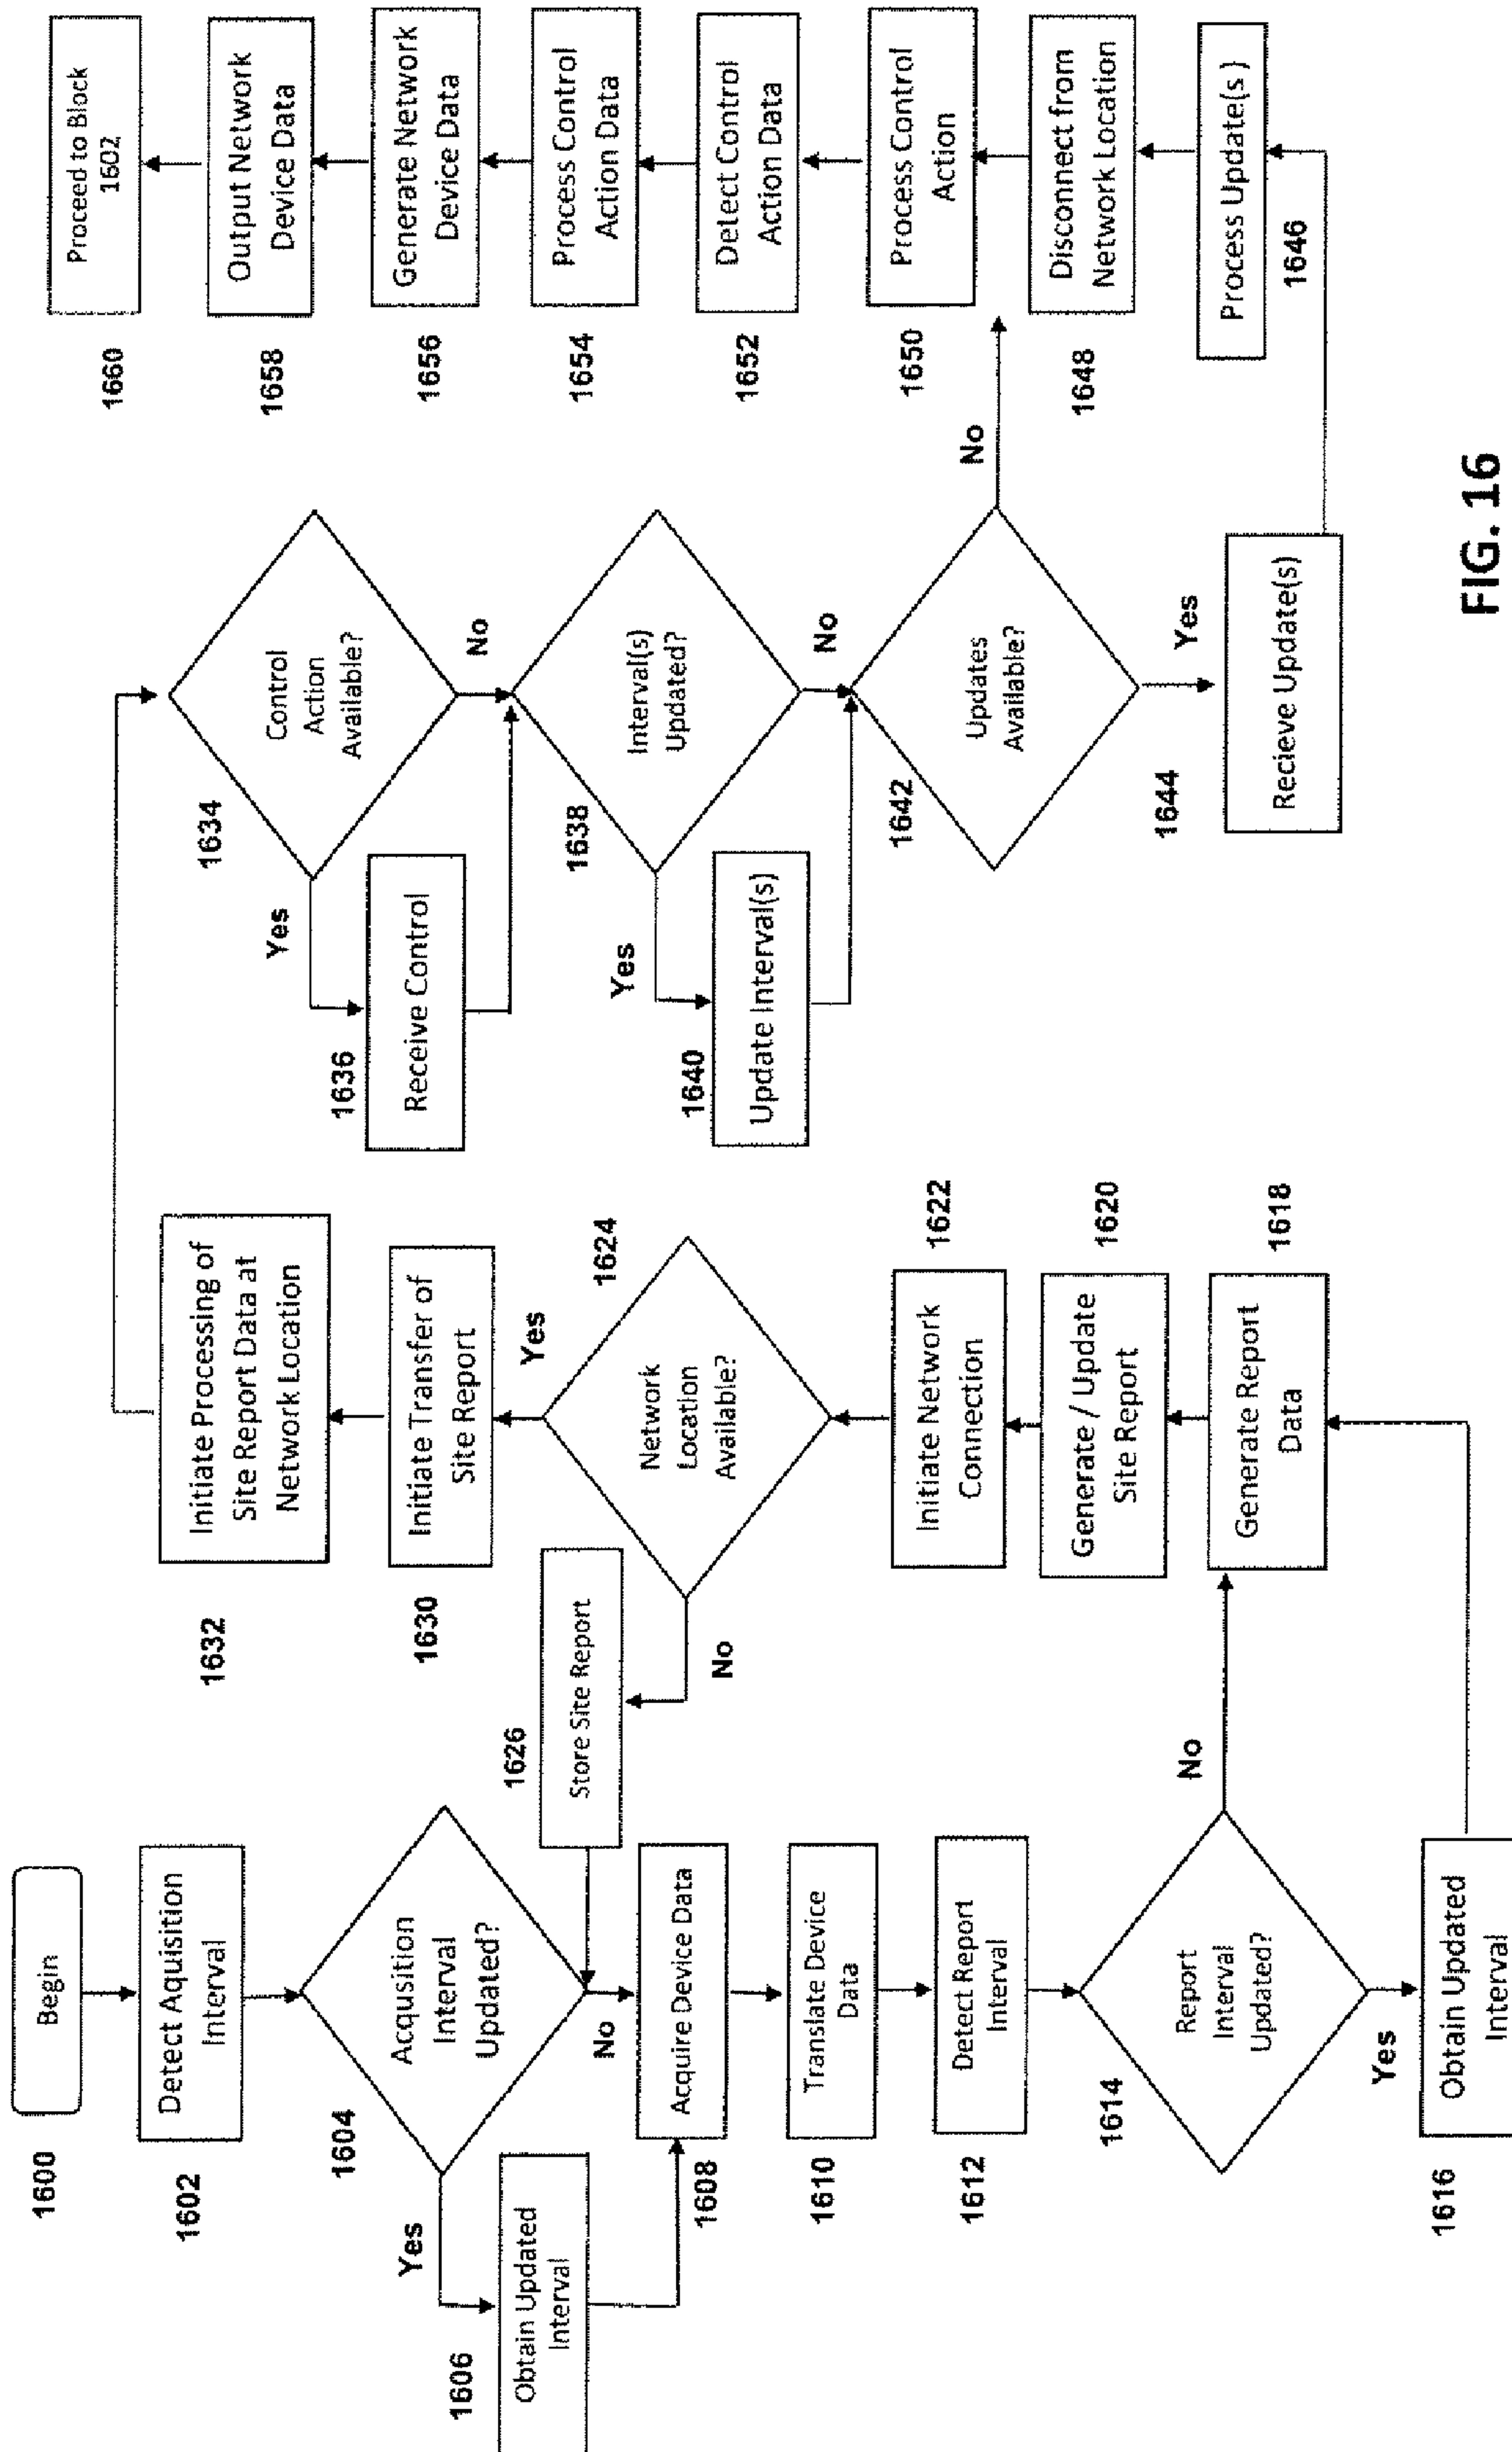 1600
Begin
1602
Detect Aquisition
Interval
1604
Acqusition
Interval
Updated?
Yes
No
1606
Obtain Updated
Interval
1608
Acquire Device Data
1610
Translate Device
Data
1612
Detect Report
Interval
1614
Report
Interval
Updated?
No
Yes
1616
Obtain Updated
Interval
1618
Generate Report
Data
1620
Generate / Update
Site Report
1622
Initiate Network
Connection
1624
Network
Location
Available?
No
Yes
1626
Store Site Report
1630
Initiate Transfer of
Site Report
1632
Initiate Processing of
Site Report Data at
Network Location
1634
Control
Action
Available?
Yes
No
1636
Receive Control
1638
Interval(s)
Updated?
Yes
No
1640
Update Interval(s)
1642
Updates
Available?
No
Yes
1644
Recieve Update(s)
1646
Process Update(s)
1648
Disconnect from
Network Location
1650
Process Control
Action
1652
Detect Control
Action Data
1654
Process Control
Action Data
1656
Generate Network
Device Data
1658
Output Network
Device Data
1660
Proceed to Block
1602
FIG. 16